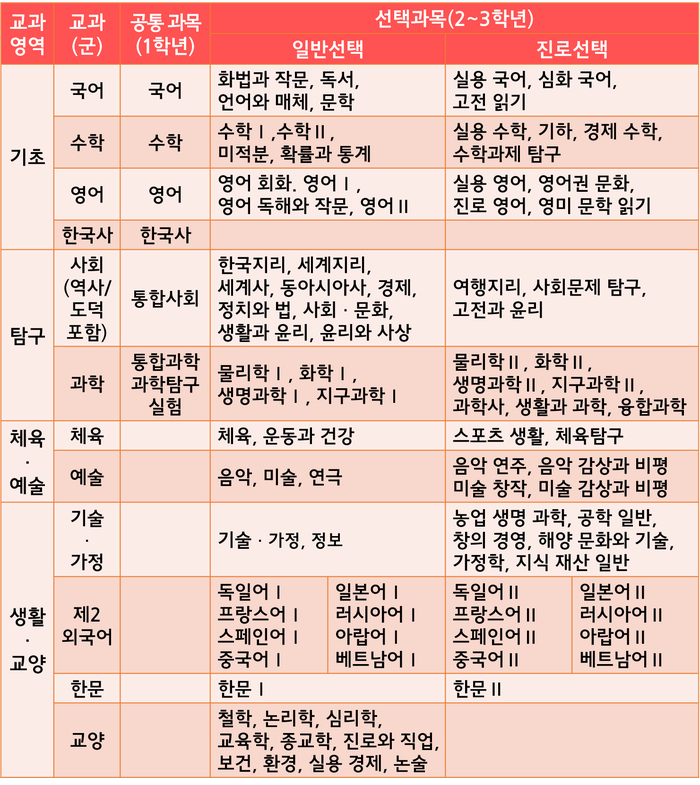 교과
영역
교과
(군)
공통 과목
(1학년)
선택과목(2~3학년)
일반선택
진로선택
기초
국어
국어
화법과 작문, 독서,
언어와 매체, 문학
실용 국어, 심화 국어,
고전 읽기
수학
수학
수학Ⅰ,수학Ⅱ,
미적분, 확률과 통계
실용 수학, 기하, 경제 수학,
수학과제 탐구
영어
영어
영어 회화. 영어Ⅰ,
영어 독해와 작문, 영어Ⅱ
실용 영어, 영어권 문화,
진로 영어, 영미 문학 읽기
한국사
한국사
탐구
사회
(역사/
도덕
포함)
통합사회
한국지리, 세계지리,
세계사, 동아시아사, 경제,
정치와 법, 사회·문화,
생활과 윤리, 윤리와 사상
여행지리, 사회문제 탐구,
고전과 윤리
과학
통합과학
과학탐구
실험
물리학Ⅰ, 화학Ⅰ,
생명과학Ⅰ, 지구과학Ⅰ
물리학Ⅱ, 화학Ⅱ,
생명과학Ⅱ, 지구과학Ⅱ,
과학사, 생활과 과학, 융합과학
체육
·
예술
체육
체육, 운동과 건강
스포츠 생활, 체육탐구
예술
음악, 미술, 연극
음악 연주, 음악 감상과 비평
미술 창작, 미술 감상과 비평
생활
·
교양
기술
·
가정
기술·가정, 정보
농업 생명 과학, 공학 일반,
창의 경영, 해양 문화와 기술,
가정학, 지식 재산 일반
제2
외국어
독일어Ⅰ
프랑스어Ⅰ
스페인어Ⅰ
중국어Ⅰ
일본어Ⅰ
러시아어Ⅰ
아랍어Ⅰ
베트남어Ⅰ
독일어Ⅱ
프랑스어Ⅱ
스페인어Ⅱ
중국어Ⅱ
일본어Ⅱ
러시아어Ⅱ
아랍어Ⅱ
베트남어Ⅱ
한문
한문Ⅰ
한문Ⅱ
교양
철학, 논리학, 심리학,
교육학, 종교학, 진로와 직업,
보건, 환경, 실용 경제, 논술